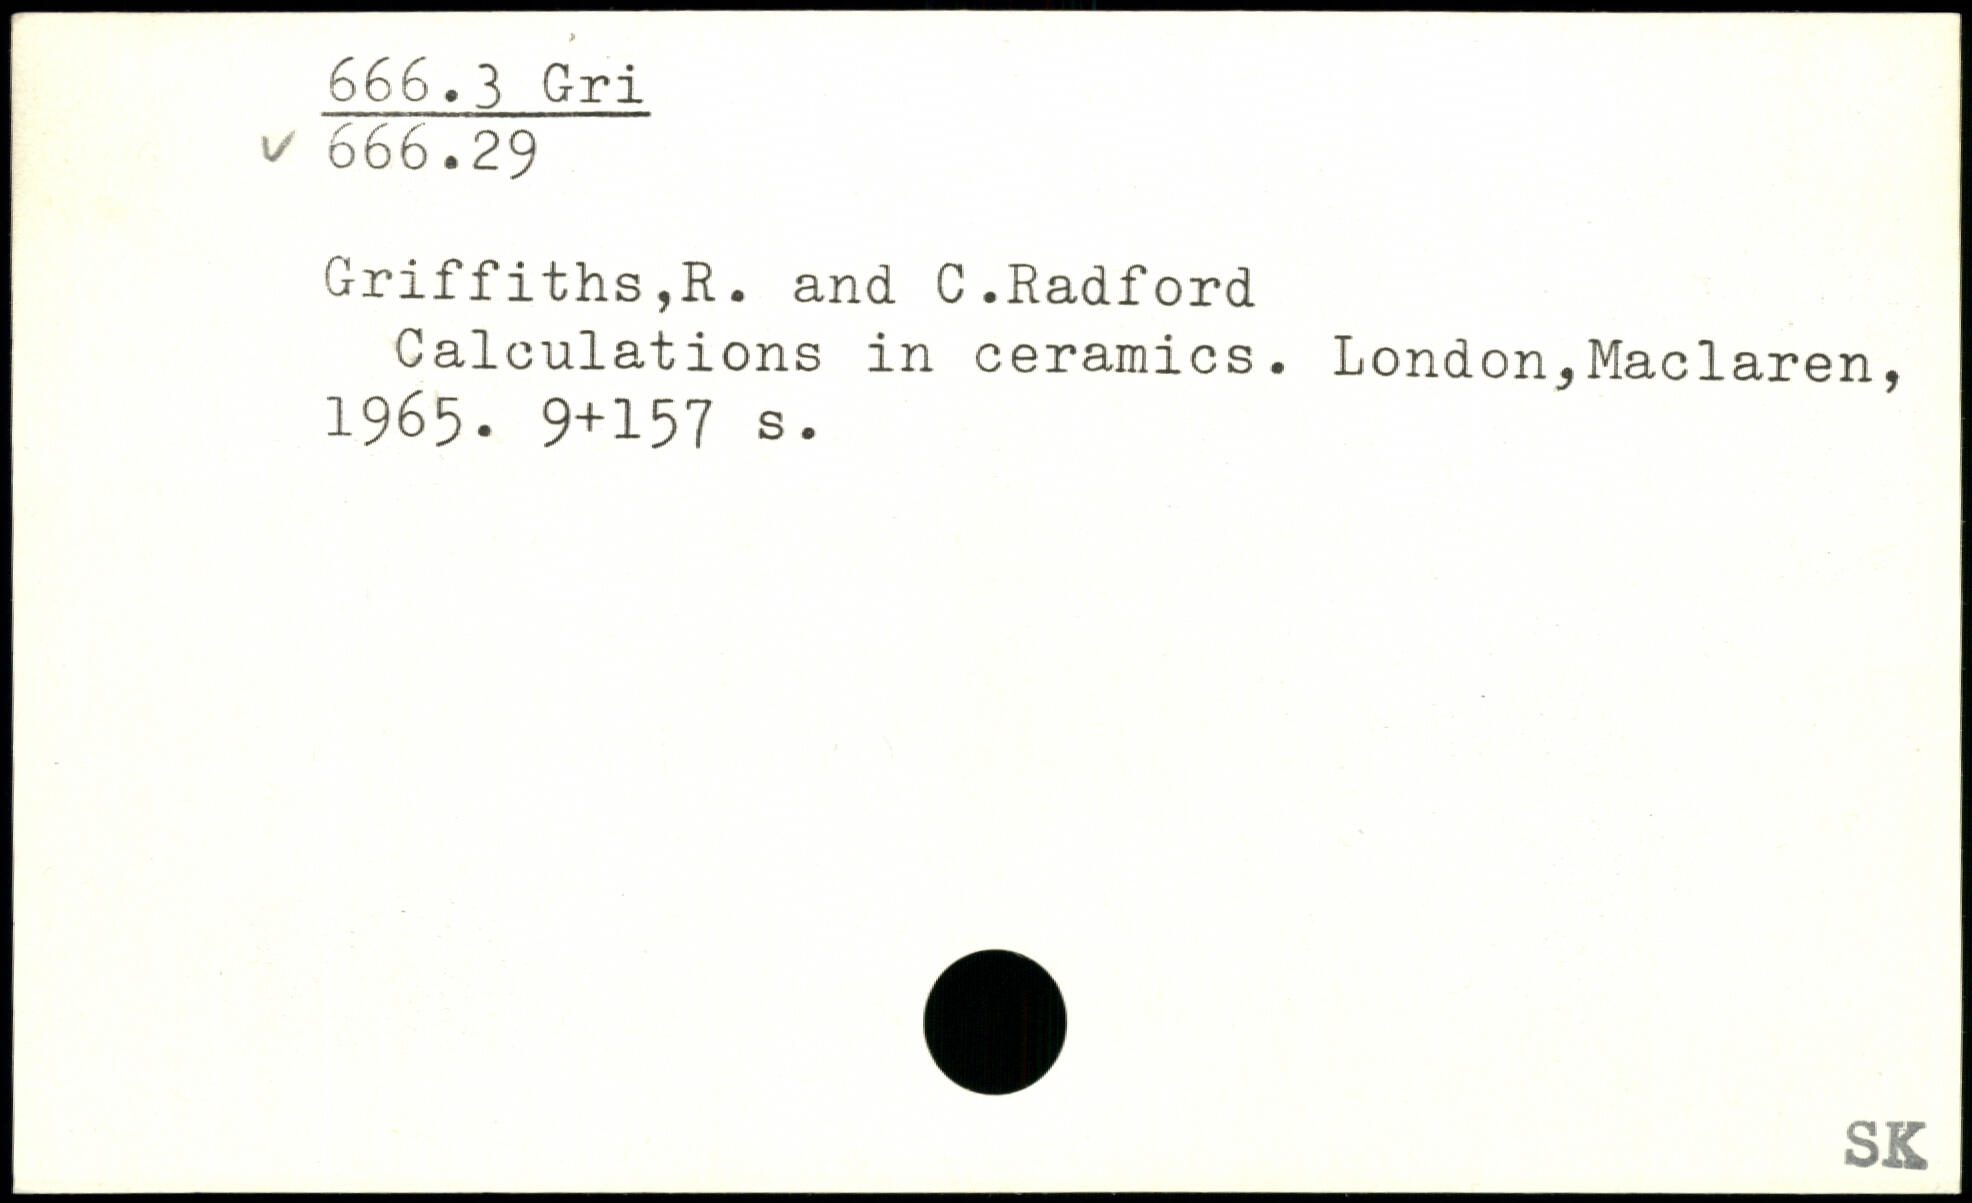 666.3 Gri
✓ 666.29
Griffiths,R. and C.Radford
Calculations in ceramics. London,Maclaren,
1965. 9+157 s.
SK